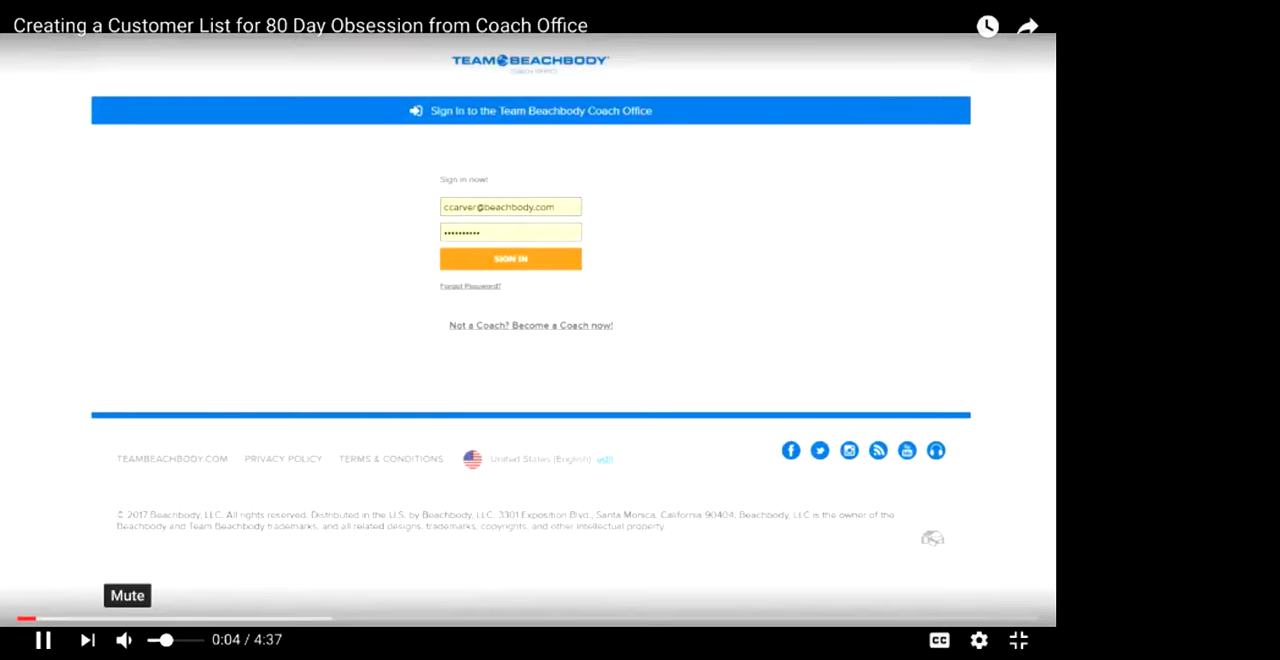 Creating a Customer List for 80 Day Obsession from Coach Office
TEAM BEACHBODY
Sign In to the Team Beachbody Coach Office
Sign in now!
ccarver@beachbody.com
••••••••••
SIGN IN
Forgot Password?
Not a Coach? Become a Coach now!
TEAMBEACHBODY.COM PRIVACY POLICY TERMS & CONDITIONS United States (English)
© 2017 Beachbody, LLC. All rights reserved. Distributed in the U.S. by Beachbody, LLC, 3301 Exposition Blvd., Santa Monica, California 90404. Beachbody, LLC is the owner of the
Beachbody and Team Beachbody trademarks, and all related designs, trademarks, copyrights, and other intellectual property.
Mute
0:04 / 4:37
CC